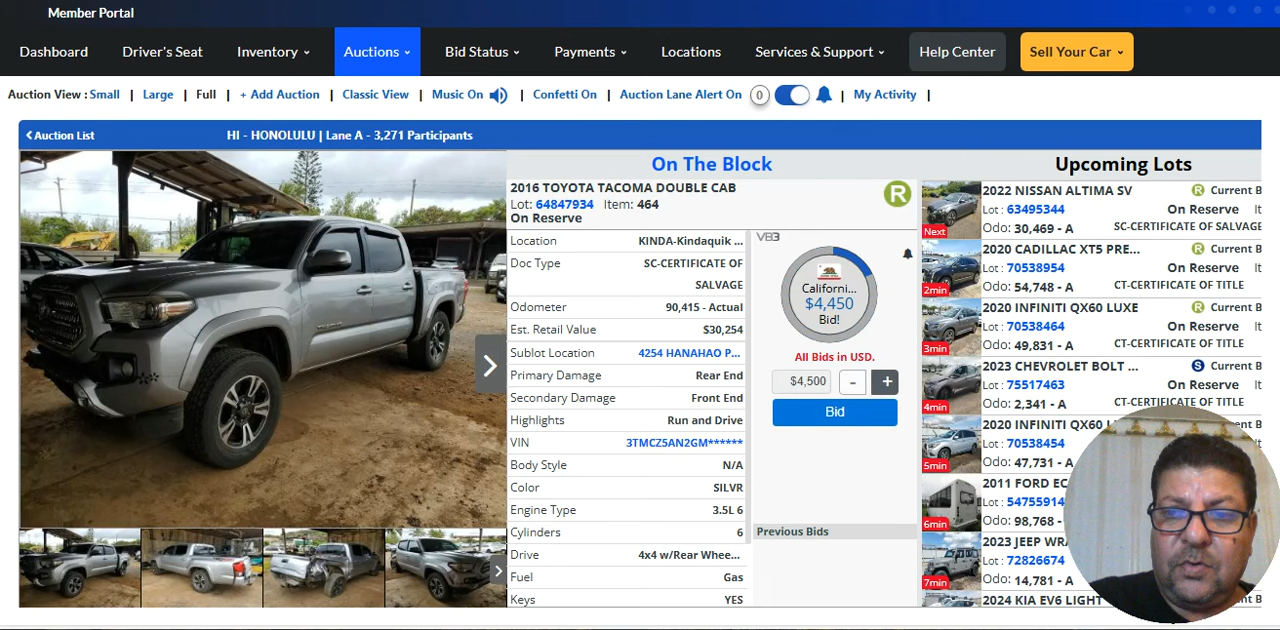 Member Portal
Dashboard Driver's Seat Inventory Auctions Bid Status Payments Locations Services & Support Help Center Sell Your Car
Auction View : Small | Large | Full | + Add Auction | Classic View | Music On | Confetti On | Auction Lane Alert On 0 | My Activity |
Auction List HI - HONOLULU | Lane A - 3,271 Participants
On The Block
2016 TOYOTA TACOMA DOUBLE CAB
Lot: 64847934 Item: 464
On Reserve
R
Location KINDA-Kindaquik ...
Doc Type SC-CERTIFICATE OF
SALVAGE
Odometer 90,415 - Actual
Est. Retail Value $30,254
Sublot Location 4254 HANAHAO P...
Primary Damage Rear End
Secondary Damage Front End
Highlights Run and Drive
VIN 3TMCZ5AN2GM******
Body Style N/A
Color SILVR
Engine Type 3.5L 6
Cylinders 6
Drive 4x4 w/Rear Whee...
Fuel Gas
Keys YES
VB3
Californi...
$4,450
Bid!
All Bids in USD.
$4,500 - +
Bid
Previous Bids
Upcoming Lots
2022 NISSAN ALTIMA SV R Current B
Lot : 63495344 On Reserve It
Odo: 30,469 - A SC-CERTIFICATE OF SALVAGE
Next
2020 CADILLAC XT5 PRE... R Current B
Lot : 70538954 On Reserve It
Odo: 54,748 - A CT-CERTIFICATE OF TITLE
2min
2020 INFINITI QX60 LUXE R Current B
Lot : 70538464 On Reserve It
Odo: 49,831 - A CT-CERTIFICATE OF TITLE
3min
2023 CHEVROLET BOLT ... S Current B
Lot : 75517463 On Reserve It
Odo: 2,341 - A CT-CERTIFICATE OF TITLE
4min
2020 INFINITI QX60
Lot : 70538454
Odo: 47,731 - A
5min
2011 FORD
Lot : 54755914
Odo: 98,768 -
6min
2023 JEEP
Lot : 72826674
Odo: 14,781 - A
7min
2024 KIA EV6 LIGHT